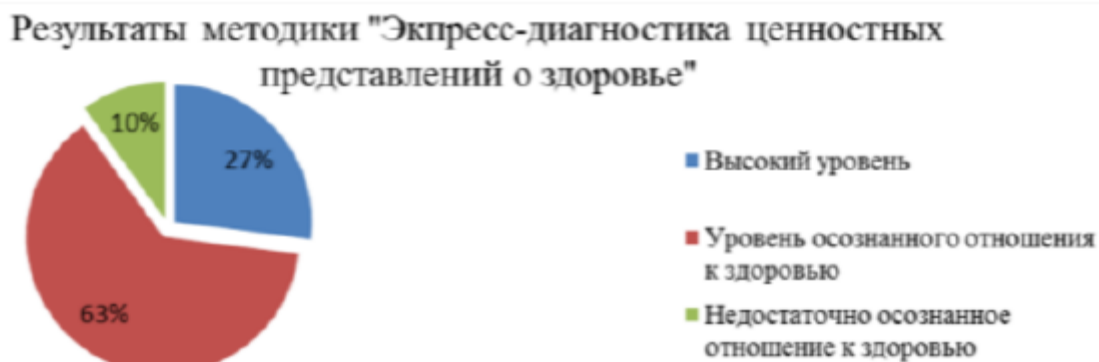 Результаты методики "Экпресс-диагностика ценностных
представлений о здоровье"
10%
27%
63%
Высокий уровень
Уровень осознанного отношения
к здоровью
Недостаточно осознанное
отношение к здоровью